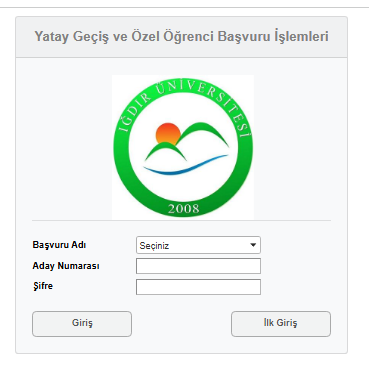 Yatay Geçiş ve Özel Öğrenci Başvuru İşlemleri
IĞDIR ÜNİVERSİTESİ
2008
Başvuru Adı
Seçiniz
Aday Numarası
Şifre
Giriş
İlk Giriş